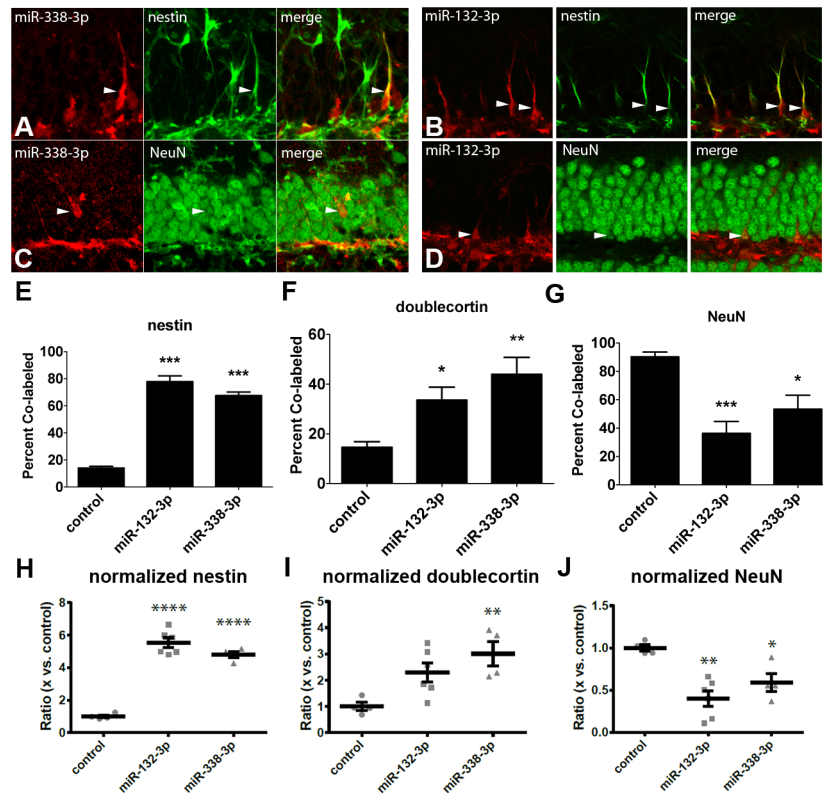 miR-338-3p nestin merge
A
miR-132-3p nestin merge
B
miR-338-3p NeuN merge
C
miR-132-3p NeuN merge
D
E
nestin
Percent Co-labeled
100
80
60
40
20
0
***
***
control
miR-132-3p
miR-338-3p
F
doublecortin
Percent Co-labeled
60
40
20
0
*
**
control
miR-132-3p
miR-338-3p
G
NeuN
Percent Co-labeled
100
80
60
40
20
0
***
*
control
miR-132-3p
miR-338-3p
H
normalized nestin
Ratio (x vs. control)
8
6
4
2
0
****
****
control
miR-132-3p
miR-338-3p
I
normalized doublecortin
Ratio (x vs. control)
5
4
3
2
1
0
**
control
miR-132-3p
miR-338-3p
J
normalized NeuN
Ratio (x vs. control)
1.5
1.0
0.5
0.0
**
*
control
miR-132-3p
miR-338-3p